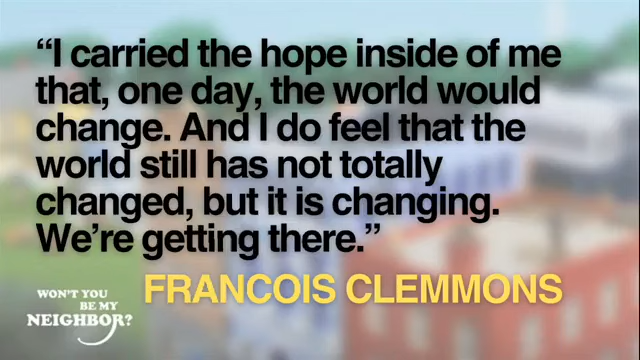 “I carried the hope inside of me
that, one day, the world would
change. And I do feel that the
world still has not totally
changed, but it is changing.
We’re getting there.”
FRANCOIS CLEMMONS
WON'T YOU
BE MY
NEIGHBOR?